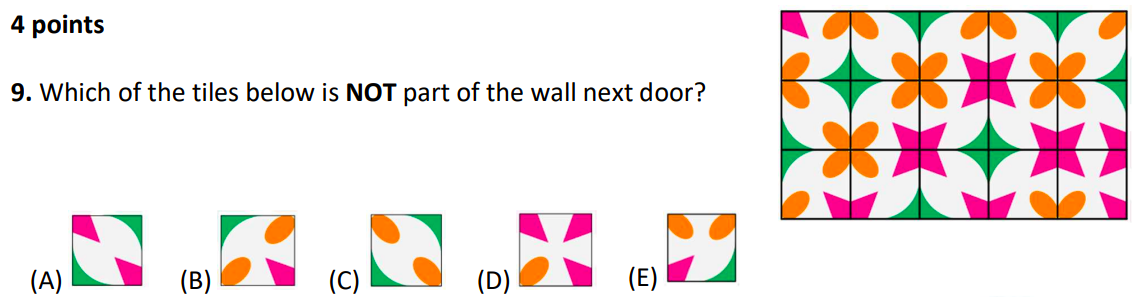 4 points
9. Which of the tiles below is NOT part of the wall next door?
(A) (B) (C) (D) (E)